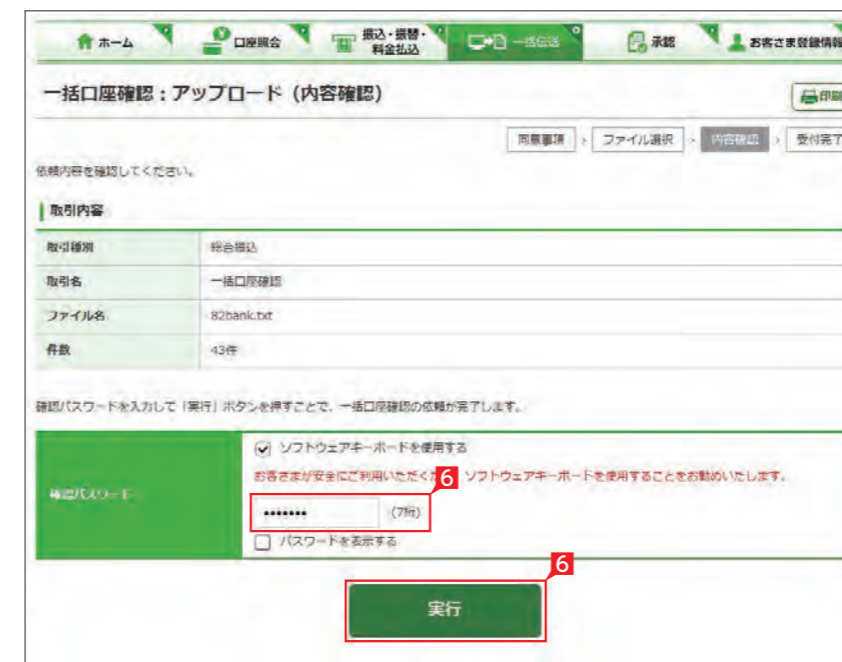 ホーム
口座照会
振込・振替・
料金払込
一括伝送
承認
お客さま登録情報
一括口座確認：アップロード（内容確認）
印刷
同意事項 › ファイル選択 › 内容確認 › 受付完了
依頼内容を確認してください。
取引内容
取引種別 総合振込
取引名 一括口座確認
ファイル名 82bank.txt
件数 43件
確認パスワードを入力して「実行」ボタンを押すことで、一括口座確認の依頼が完了します。
確認パスワード
ソフトウェアキーボードを使用する
お客さまが安全にご利用いただく 6 ソフトウェアキーボードを使用することをお勧めいたします。
••••••• (7桁)
パスワードを表示する
6
実行